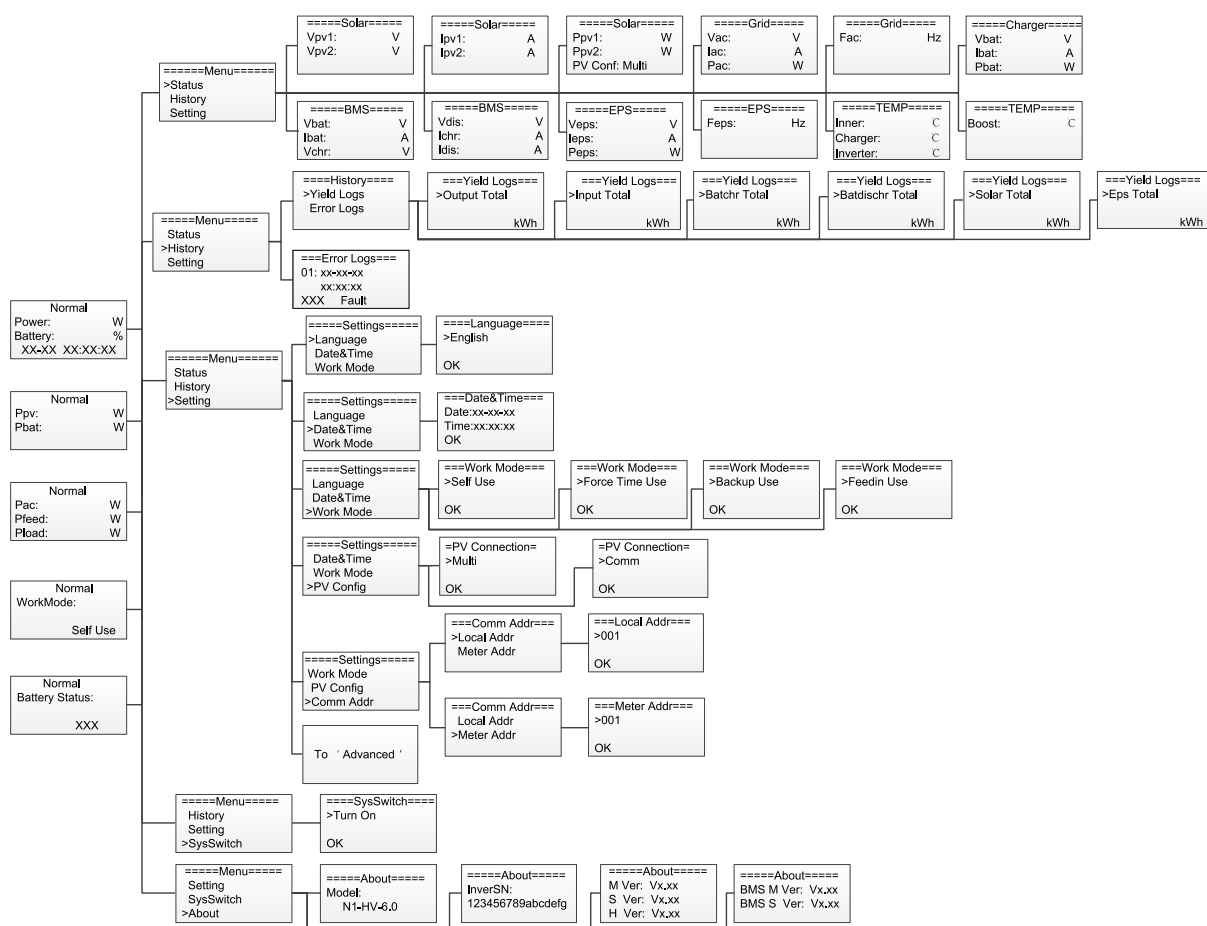 =====Solar=====
Vpv1: V
Vpv2: V
=====Solar=====
Ipv1: A
Ipv2: A
=====Solar=====
Ppv1: W
Ppv2: W
PV Conf: Multi
=====Grid=====
Vac: V
Iac: A
Pac: W
=====Grid=====
Fac: Hz
=====Charger=====
Vbat: V
Ibat: A
Pbat: W
======Menu======
>Status
History
Setting
=====BMS=====
Vbat: V
Ibat: A
Vchr: V
=====BMS=====
Vdis: V
Ichr: A
Idis: A
=====EPS=====
Veps: V
Ieps: A
Peps: W
=====EPS=====
Feps: Hz
=====TEMP=====
Inner: ℃
Charger: ℃
Inverter: ℃
=====TEMP=====
Boost: ℃
====History====
>Yield Logs
Error Logs
===Yield Logs===
>Output Total
kWh
===Yield Logs===
>Input Total
kWh
===Yield Logs===
>Batchr Total
kWh
===Yield Logs===
>Batdischr Total
kWh
===Yield Logs===
>Solar Total
kWh
===Yield Logs===
>Eps Total
kWh
=====Menu=====
Status
>History
Setting
===Error Logs===
01: xx-xx-xx
xx:xx:xx
XXX Fault
Normal
Power: W
Battery: %
XX-XX XX:XX:XX
Normal
Ppv: W
Pbat: W
Normal
Pac: W
Pfeed: W
Pload: W
Normal
WorkMode:
Self Use
Normal
Battery Status:
XXX
======Menu======
Status
History
>Setting
=====Settings=====
>Language
Date&Time
Work Mode
====Language====
>English
OK
=====Settings=====
Language
>Date&Time
Work Mode
===Date&Time===
Date:xx-xx-xx
Time:xx:xx:xx
OK
=====Settings=====
Language
Date&Time
>Work Mode
===Work Mode===
>Self Use
OK
===Work Mode===
>Force Time Use
OK
===Work Mode===
>Backup Use
OK
===Work Mode===
>Feedin Use
OK
=====Settings=====
Date&Time
Work Mode
>PV Config
=PV Connection=
>Multi
OK
=PV Connection=
>Comm
OK
=====Settings=====
Work Mode
PV Config
>Comm Addr
===Comm Addr===
>Local Addr
Meter Addr
===Local Addr===
>001
OK
===Comm Addr===
Local Addr
>Meter Addr
===Meter Addr===
>001
OK
To ‘Advanced’
=====Menu=====
History
Setting
>SysSwitch
====SysSwitch====
>Turn On
OK
=====Menu=====
Setting
SysSwitch
>About
=====About=====
Model:
N1-HV-6.0
=====About=====
InverSN:
123456789abcdefg
=====About=====
M Ver: Vx.xx
S Ver: Vx.xx
H Ver: Vx.xx
=====About=====
BMS M Ver: Vx.xx
BMS S Ver: Vx.xx